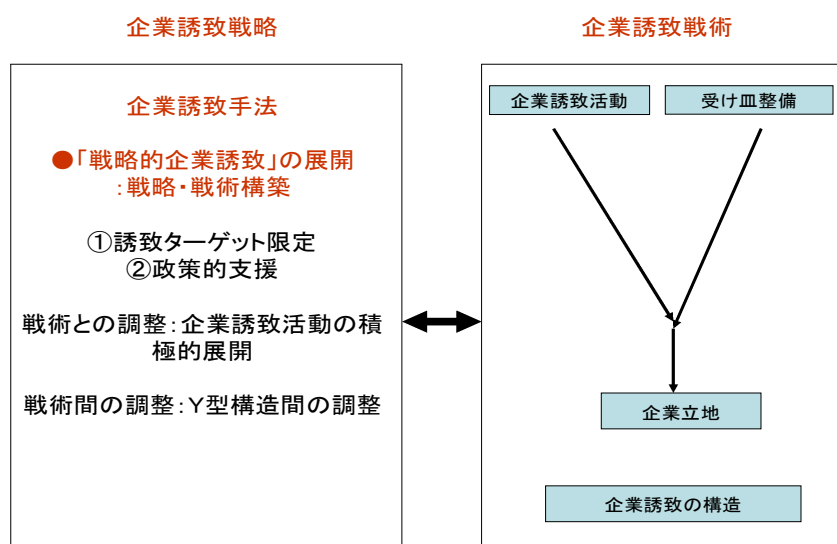 企業誘致戦略
企業誘致手法
●「戦略的企業誘致」の展開
:戦略・戦術構築
①誘致ターゲット限定
②政策的支援
戦術との調整:企業誘致活動の積
極的展開
戦術間の調整:Y型構造間の調整
企業誘致戦術
企業誘致活動
受け皿整備
企業立地
企業誘致の構造